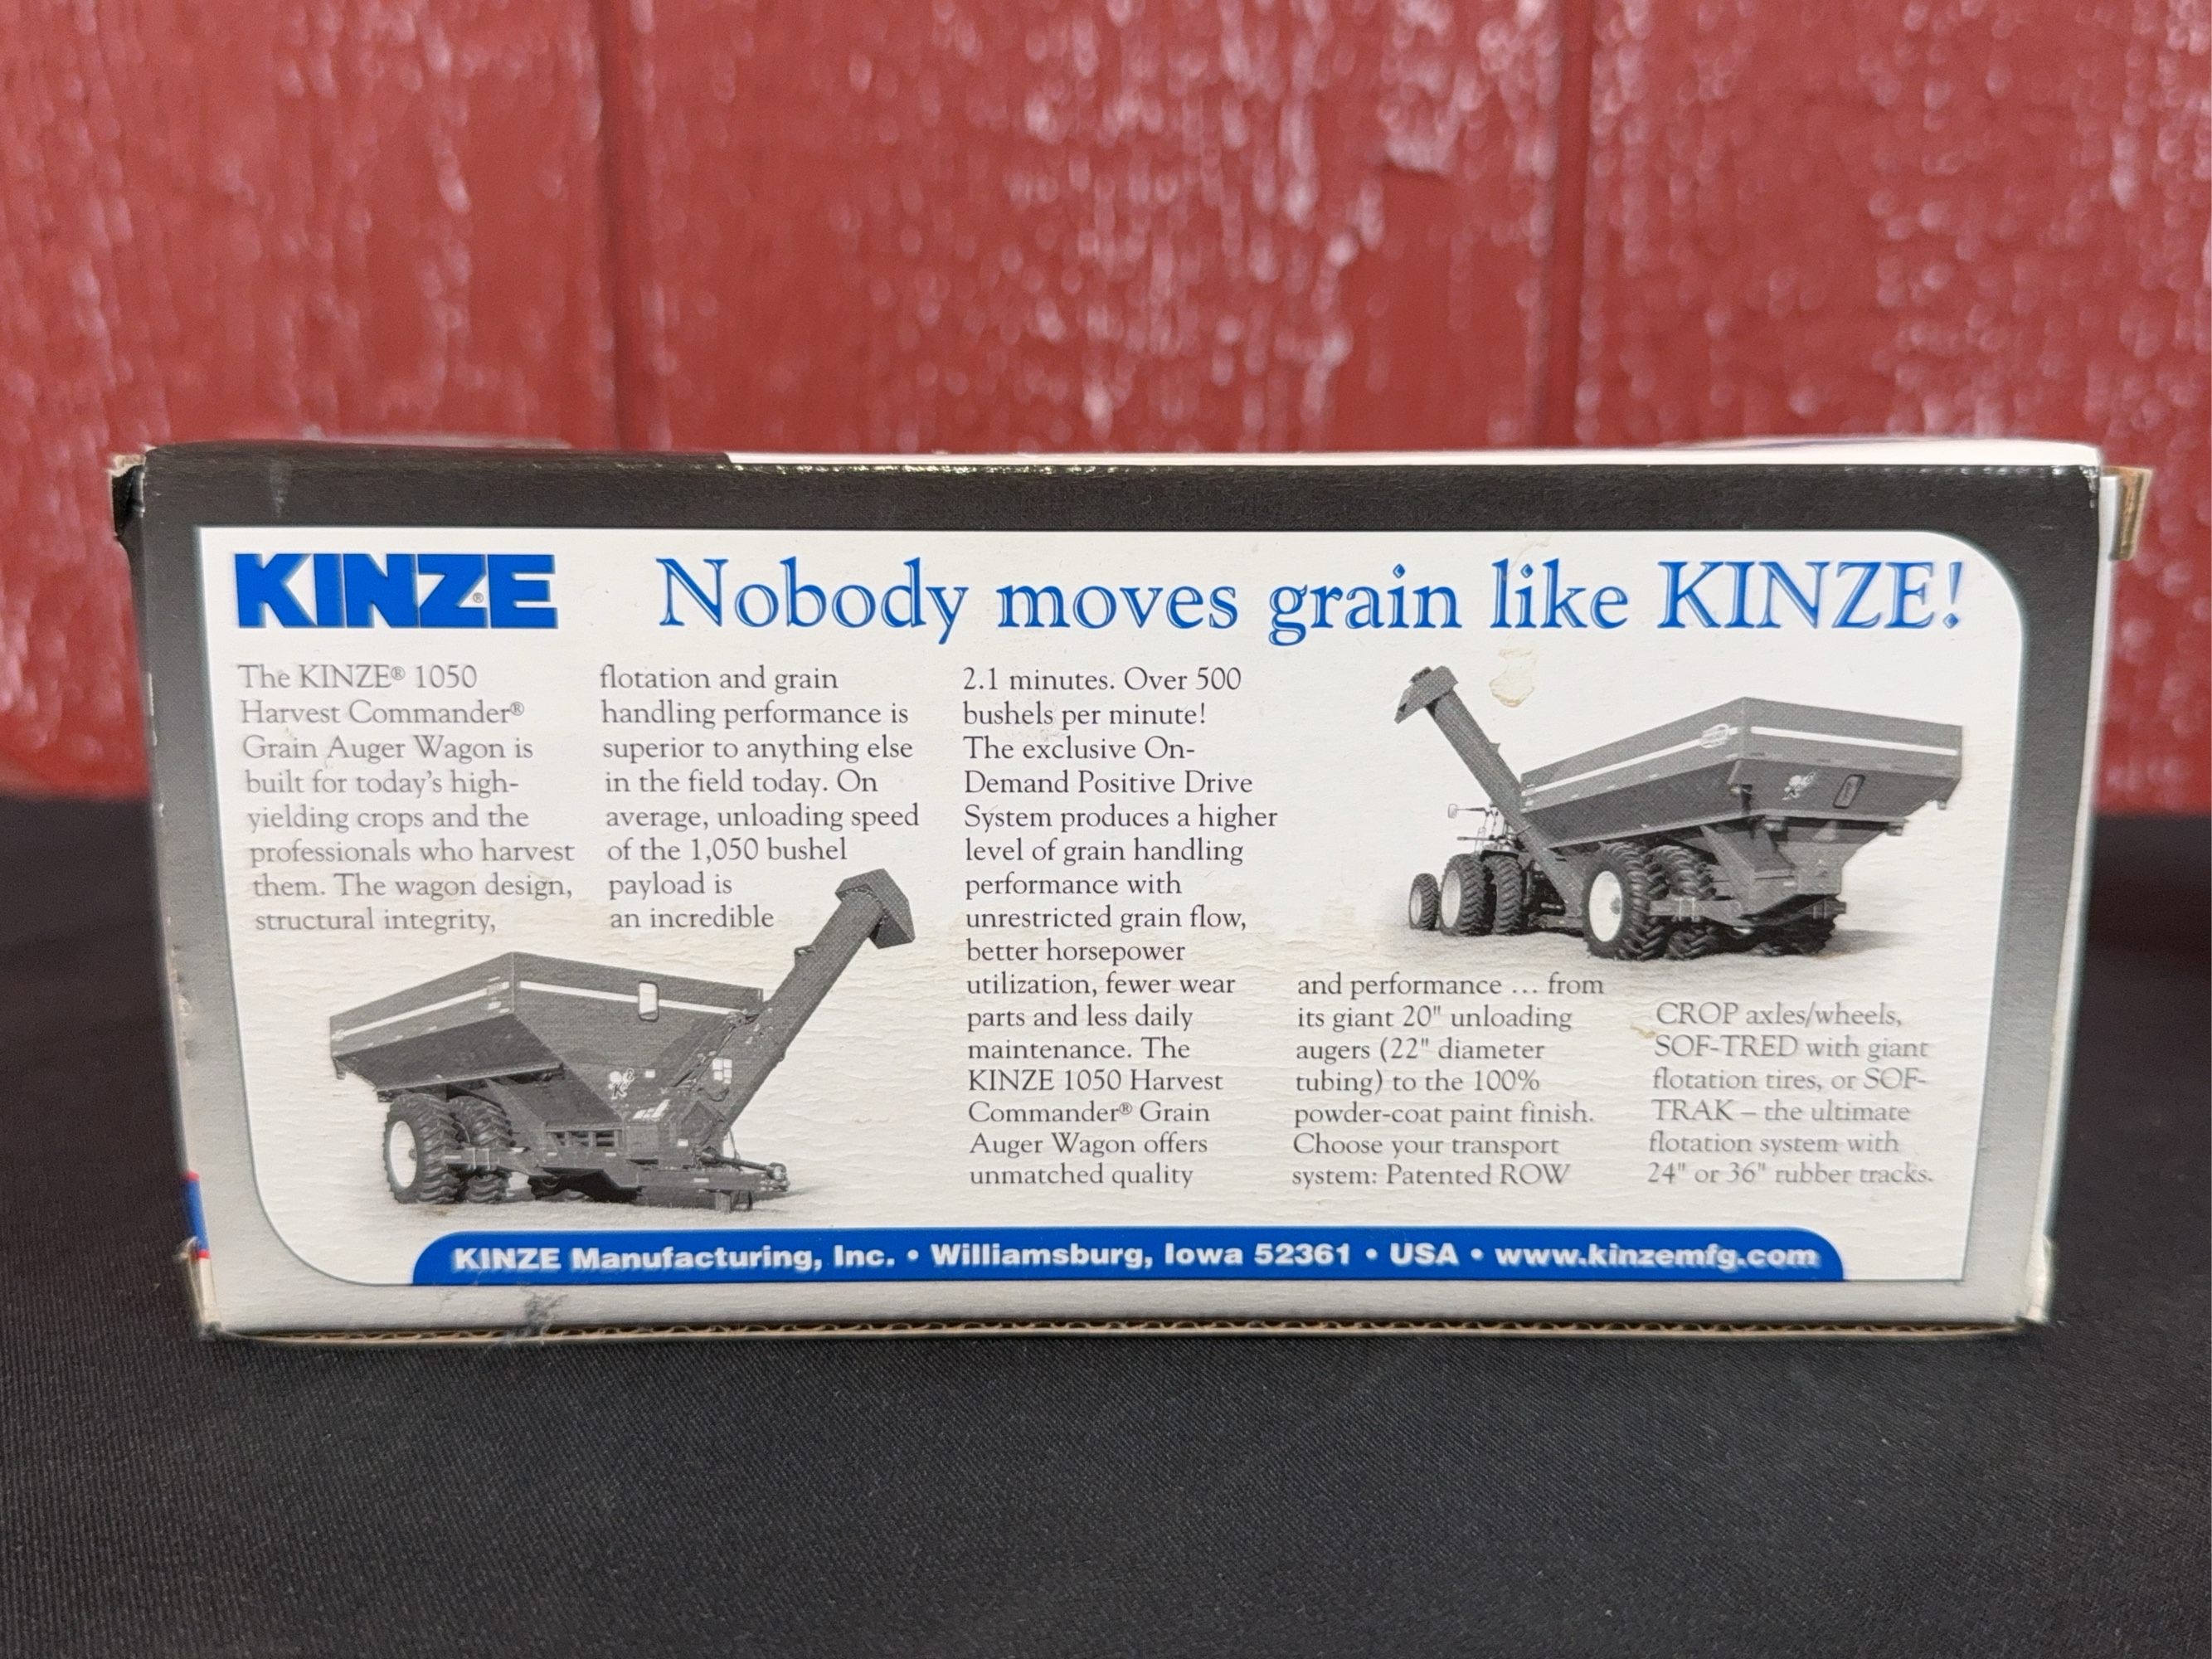 KINZE®
Nobody moves grain like KINZE!
The KINZE® 1050
Harvest Commander®
Grain Auger Wagon is
built for today's high-
yielding crops and the
professionals who harvest
them. The wagon design,
structural integrity,
flotation and grain
handling performance is
superior to anything else
in the field today. On
average, unloading speed
of the 1,050 bushel
payload is
an incredible
2.1 minutes. Over 500
bushels per minute!
The exclusive On-
Demand Positive Drive
System produces a higher
level of grain handling
performance with
unrestricted grain flow,
better horsepower
utilization, fewer wear
parts and less daily
maintenance. The
KINZE 1050 Harvest
Commander® Grain
Auger Wagon offers
unmatched quality
and performance ... from
its giant 20" unloading
augers (22" diameter
tubing) to the 100%
powder-coat paint finish.
Choose your transport
system: Patented ROW
CROP axles/wheels,
SOF-TRED with giant
flotation tires, or SOF-
TRAK – the ultimate
flotation system with
24" or 36" rubber tracks.
KINZE Manufacturing, Inc. • Williamsburg, Iowa 52361 • USA • www.kinzemfg.com